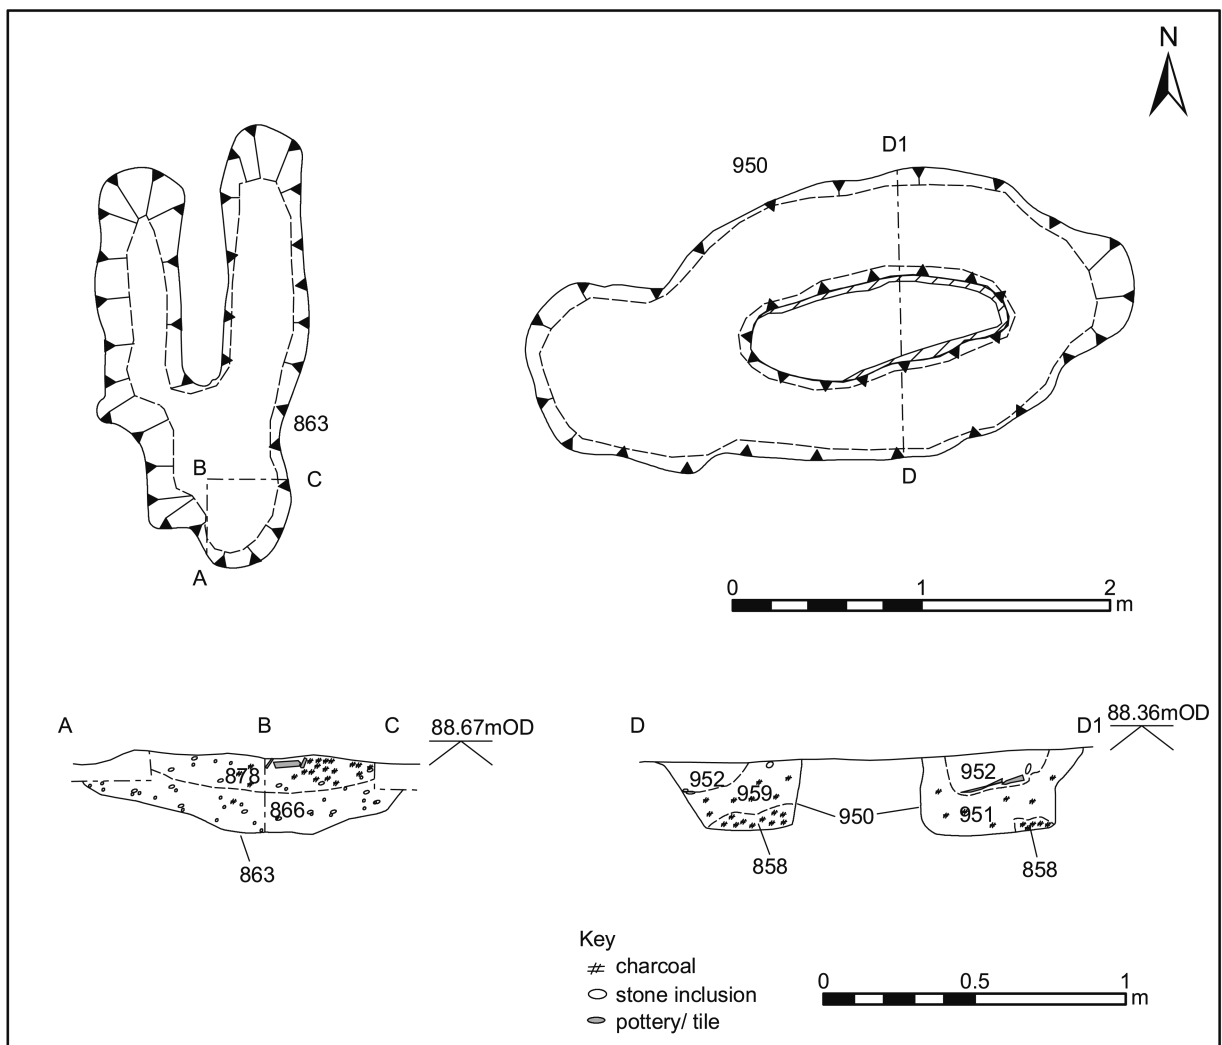 N
D1
950
863
B
C
D
A
0 1 2
m
A B C 88.67mOD
D D1 88.36mOD
878
866
863
952
959
950
858
952
951
858
Key
charcoal
stone inclusion
pottery/ tile
0 0.5 1
m